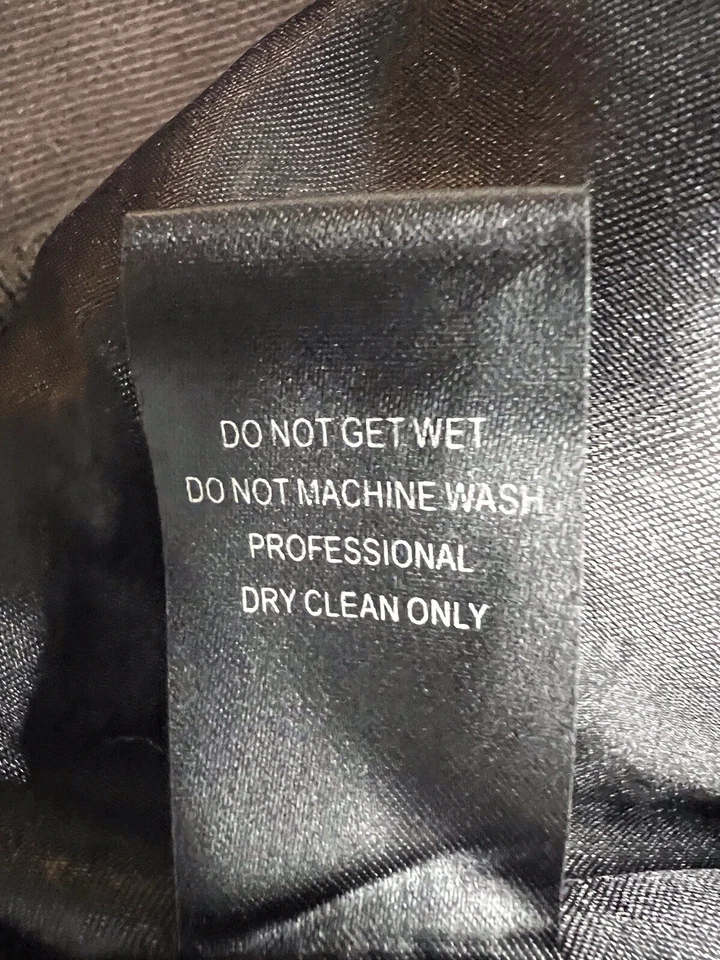 DO NOT GET WET
DO NOT MACHINE WASH
PROFESSIONAL
DRY CLEAN ONLY